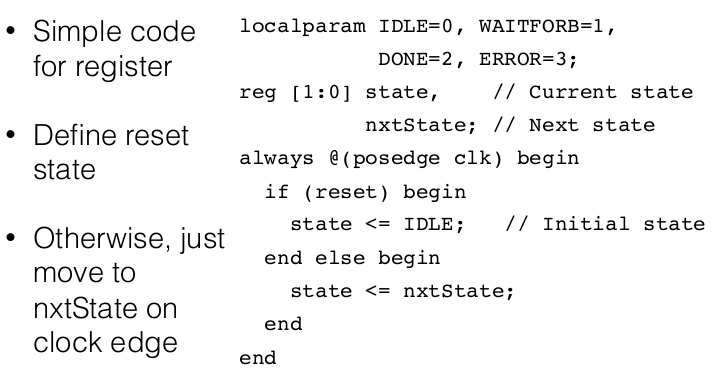 • Simple code
for register
• Define reset
state
• Otherwise, just
move to
nxtState on
clock edge
localparam IDLE=0, WAITFORB=1,
           DONE=2, ERROR=3;
reg [1:0] state,    // Current state
          nxtState; // Next state
always @(posedge clk) begin
  if (reset) begin
    state <= IDLE;   // Initial state
  end else begin
    state <= nxtState;
  end
end